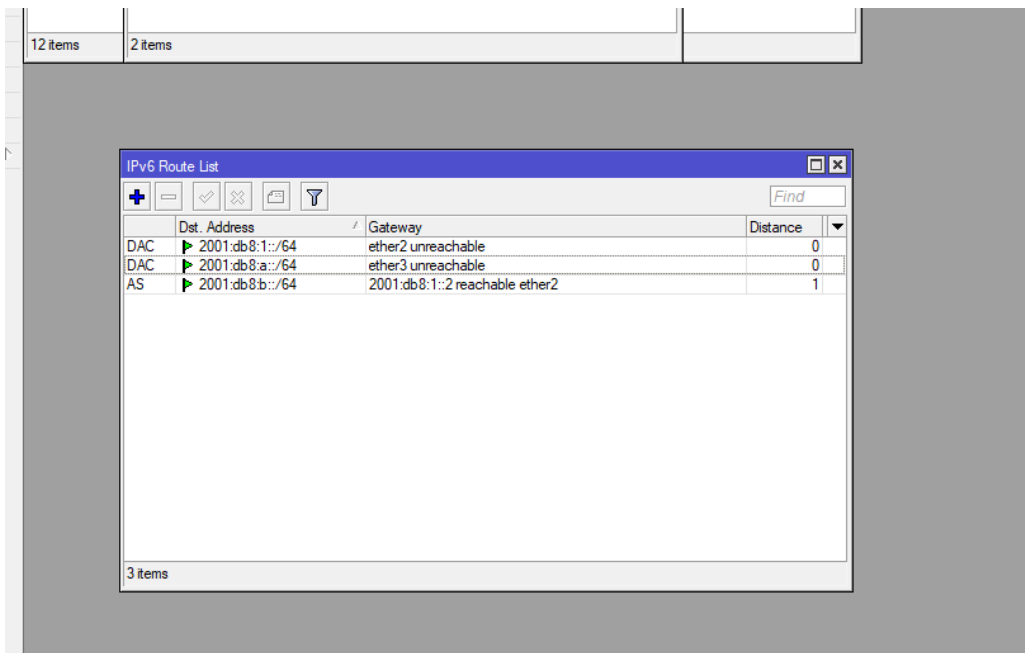 12 items 2 items
IPv6 Route List
Find
Dst. Address Gateway Distance
DAC 2001:db8:1::/64 ether2 unreachable 0
DAC 2001:db8:a::/64 ether3 unreachable 0
AS 2001:db8:b::/64 2001:db8:1::2 reachable ether2 1
3 items